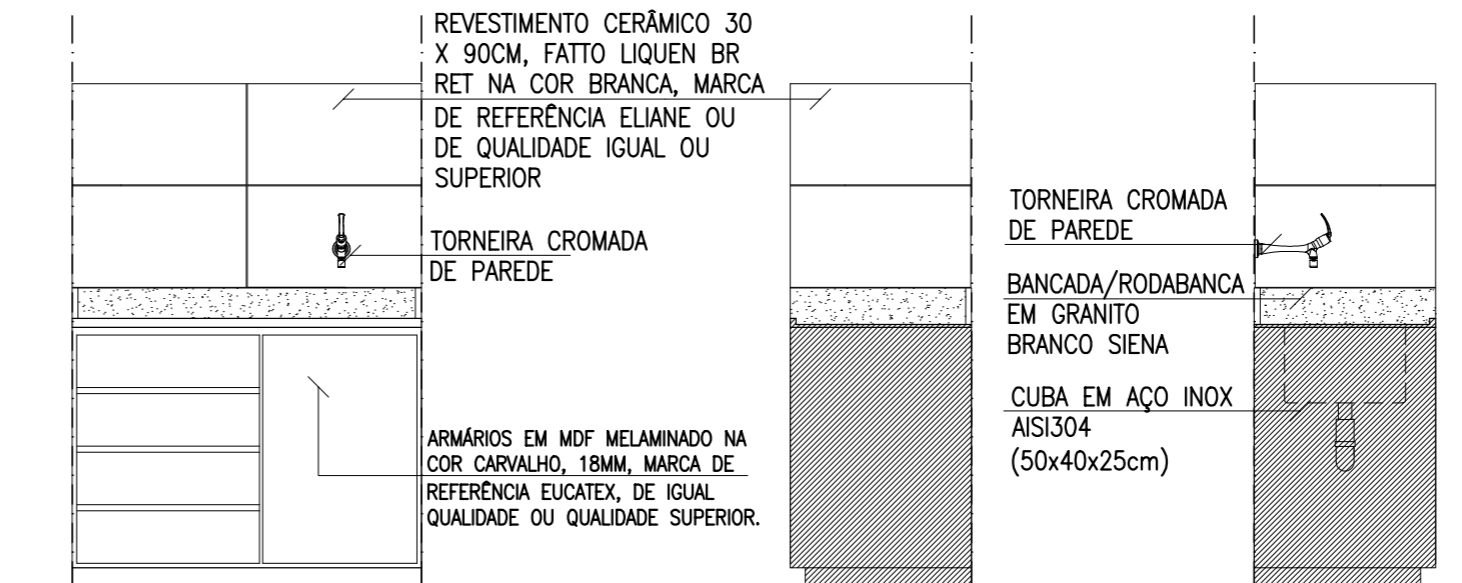 REVESTIMENTO CERÂMICO 30
X 90CM, FATTO LIQUEN BR
RET NA COR BRANCA, MARCA
DE REFERÊNCIA ELIANE OU
DE QUALIDADE IGUAL OU
SUPERIOR
TORNEIRA CROMADA
DE PAREDE
ARMÁRIOS EM MDF MELAMINADO NA
COR CARVALHO, 18MM, MARCA DE
REFERÊNCIA EUCATEX, DE IGUAL
QUALIDADE OU QUALIDADE SUPERIOR.
TORNEIRA CROMADA
DE PAREDE
BANCADA/RODABANCA
EM GRANITO
BRANCO SIENA
CUBA EM AÇO INOX
AISI304
(50x40x25cm)